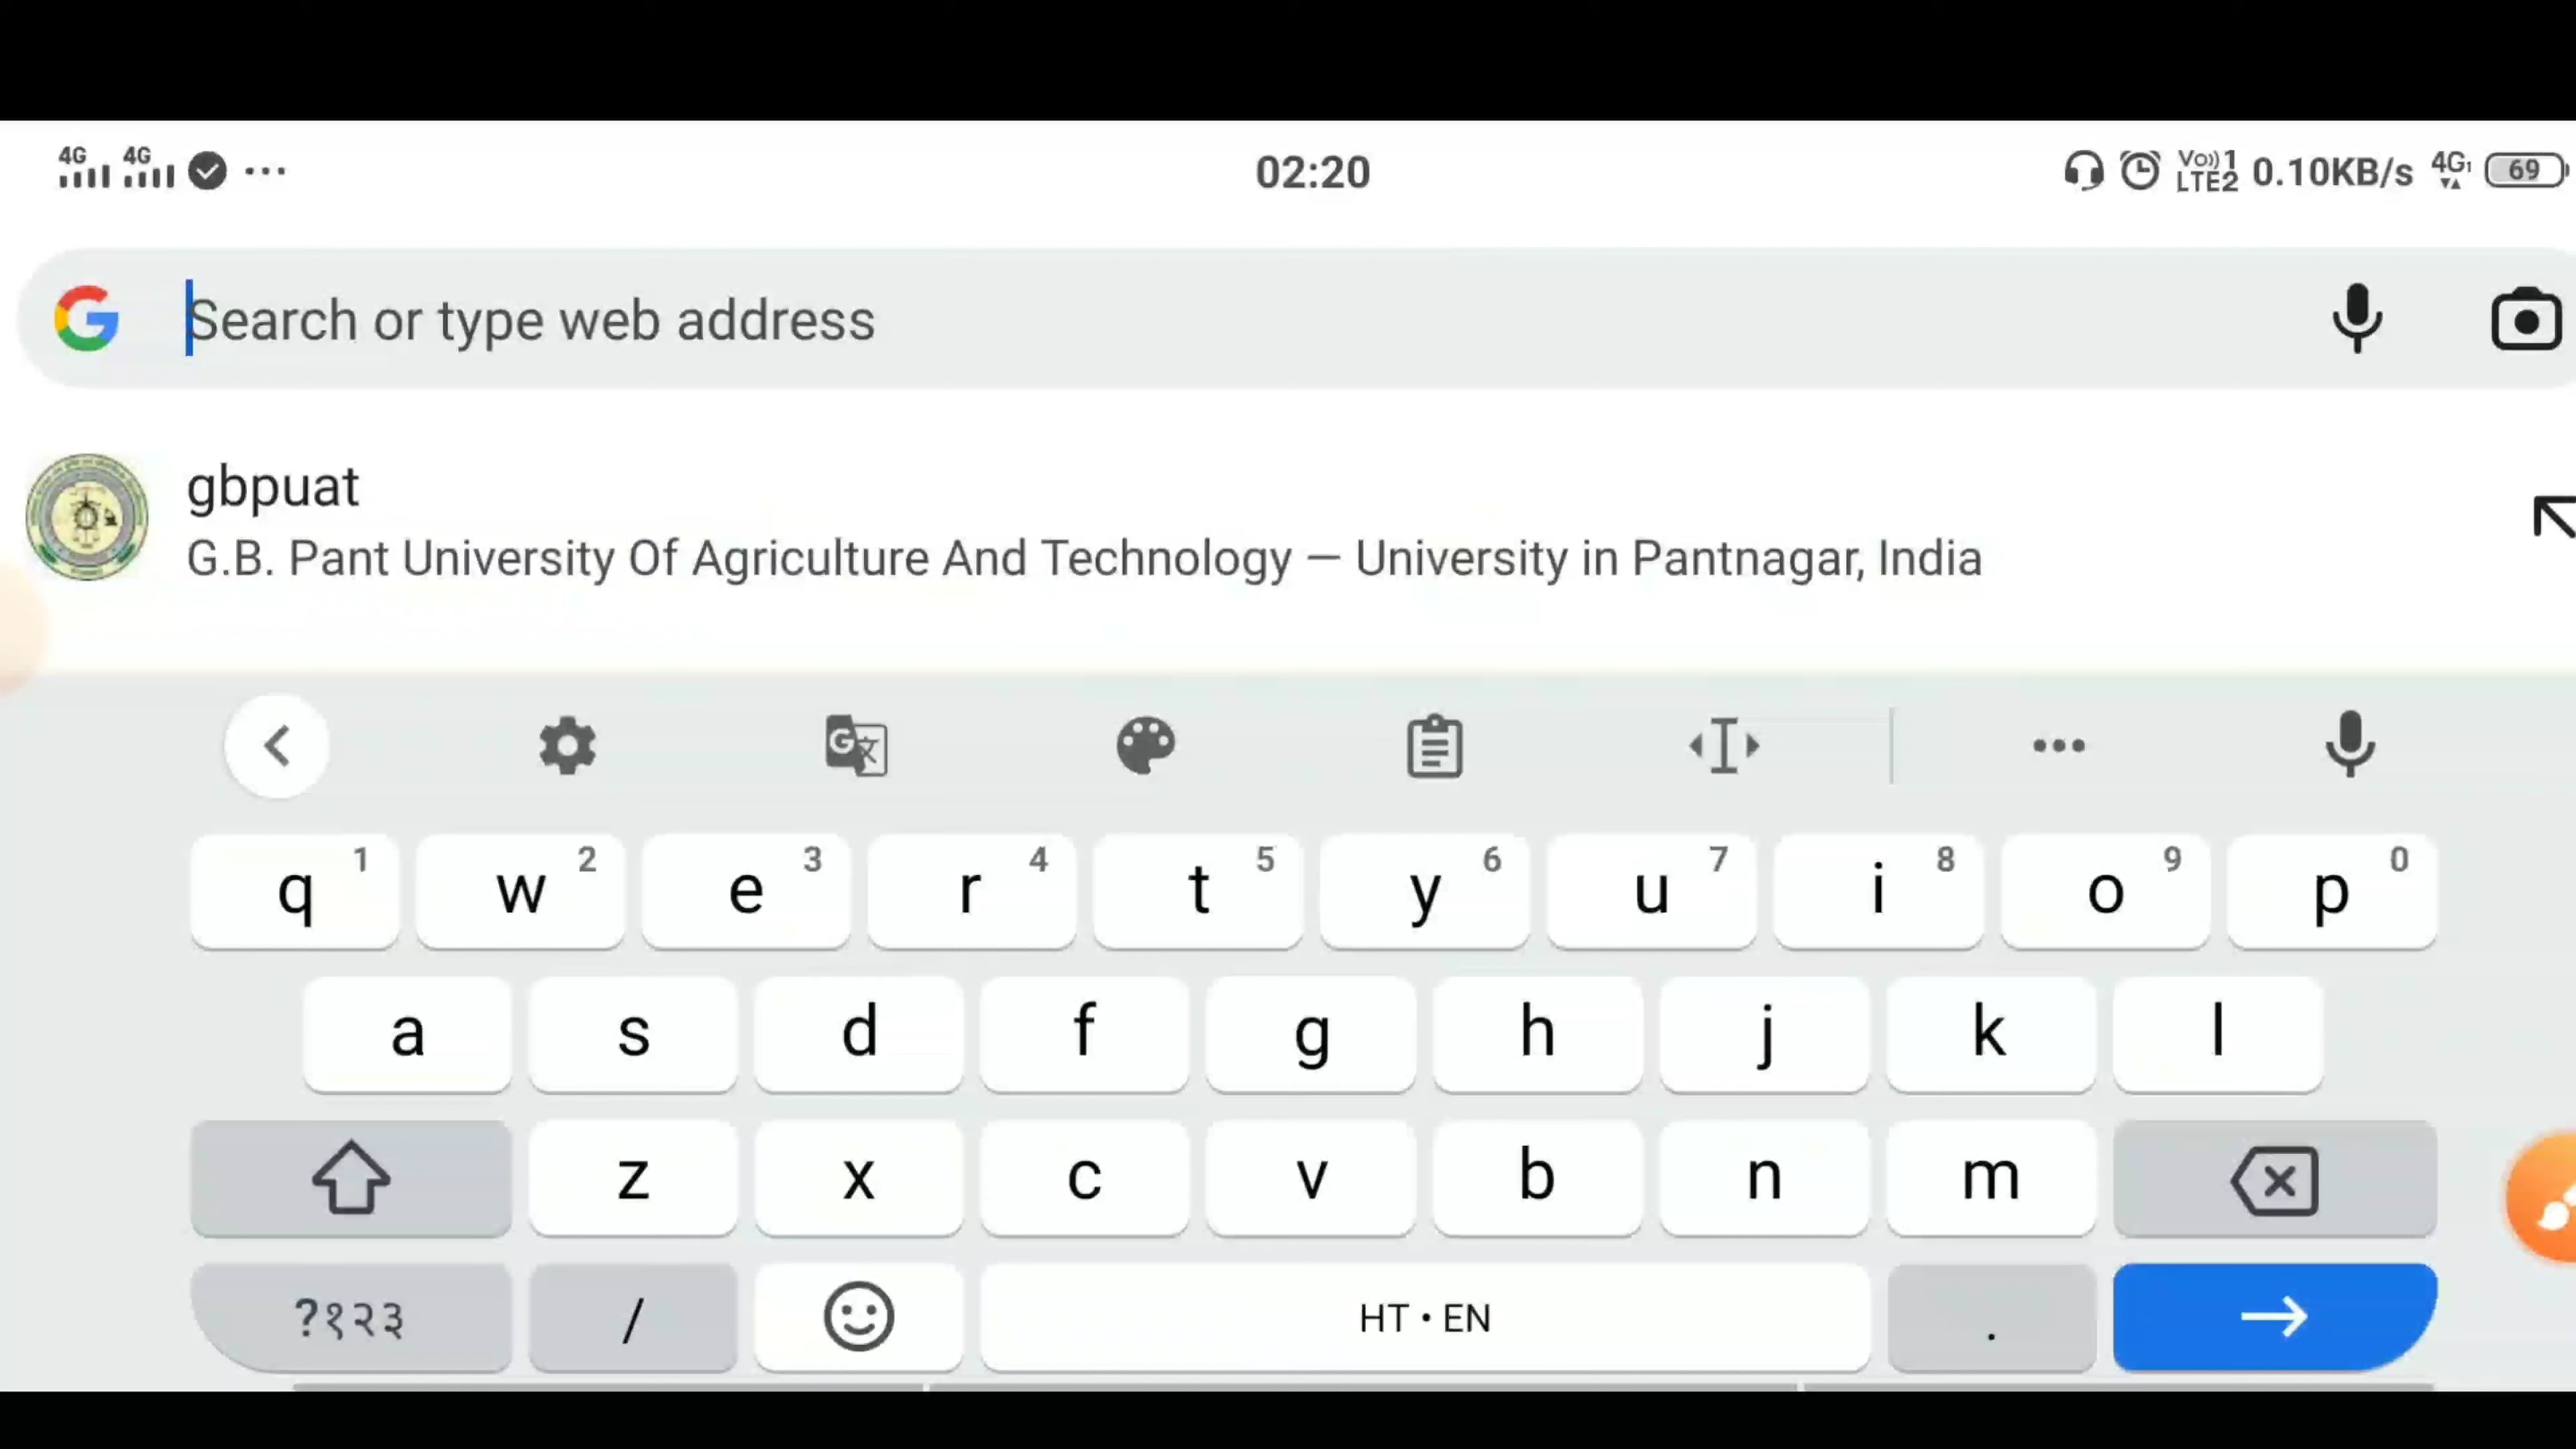 4G 4G 02:20 Vo)) 1 LTE2 0.10KB/s 4G1 69
Search or type web address
gbpuat
G.B. Pant University Of Agriculture And Technology — University in Pantnagar, India
q 1 w 2 e 3 r 4 t 5 y 6 u 7 i 8 o 9 p 0
a s d f g h j k l
z x c v b n m
?१२३ / HT • EN .